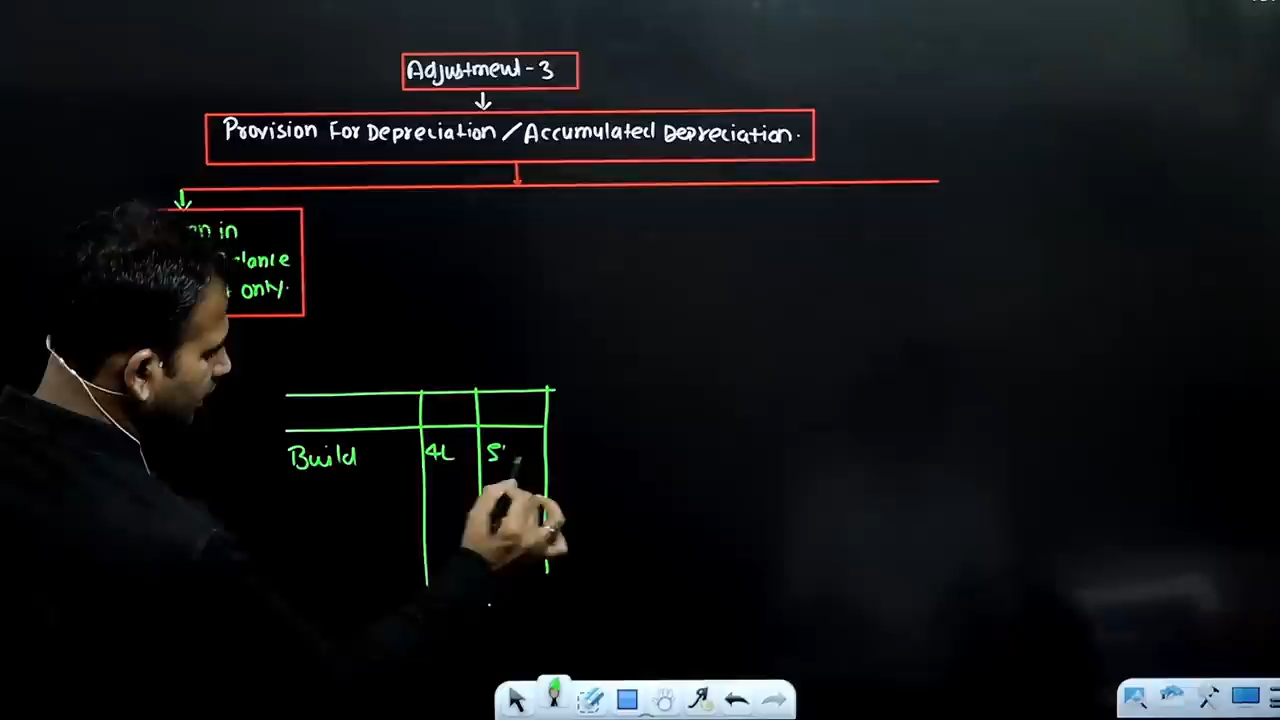 Adjustment-3
Provision For Depreciation / Accumulated Depreciation.
in
only.
Build 4L